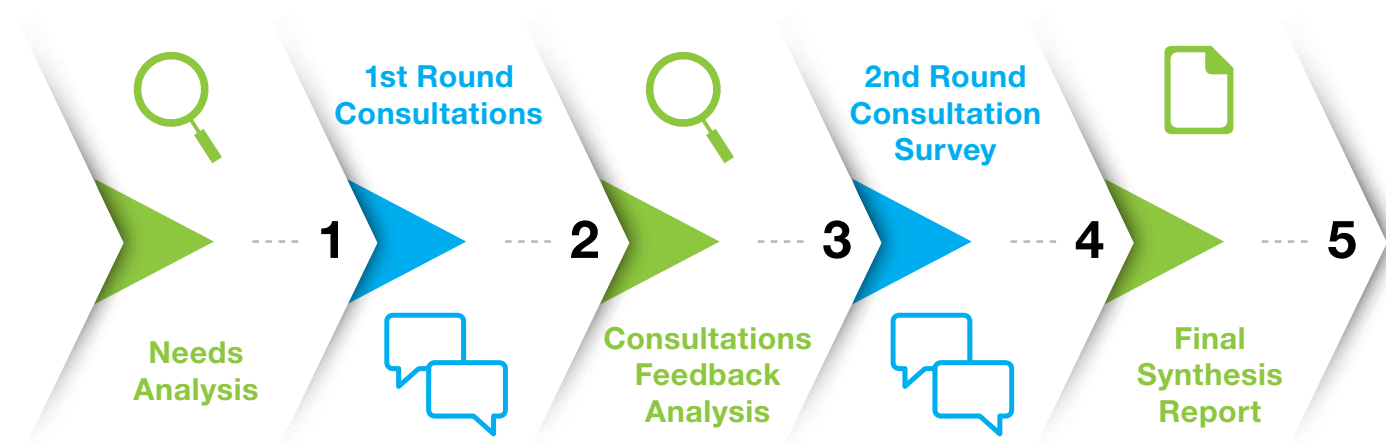 Needs
Analysis
1
1st Round
Consultations
2
Consultations
Feedback
Analysis
3
2nd Round
Consultation
Survey
4
Final
Synthesis
Report
5